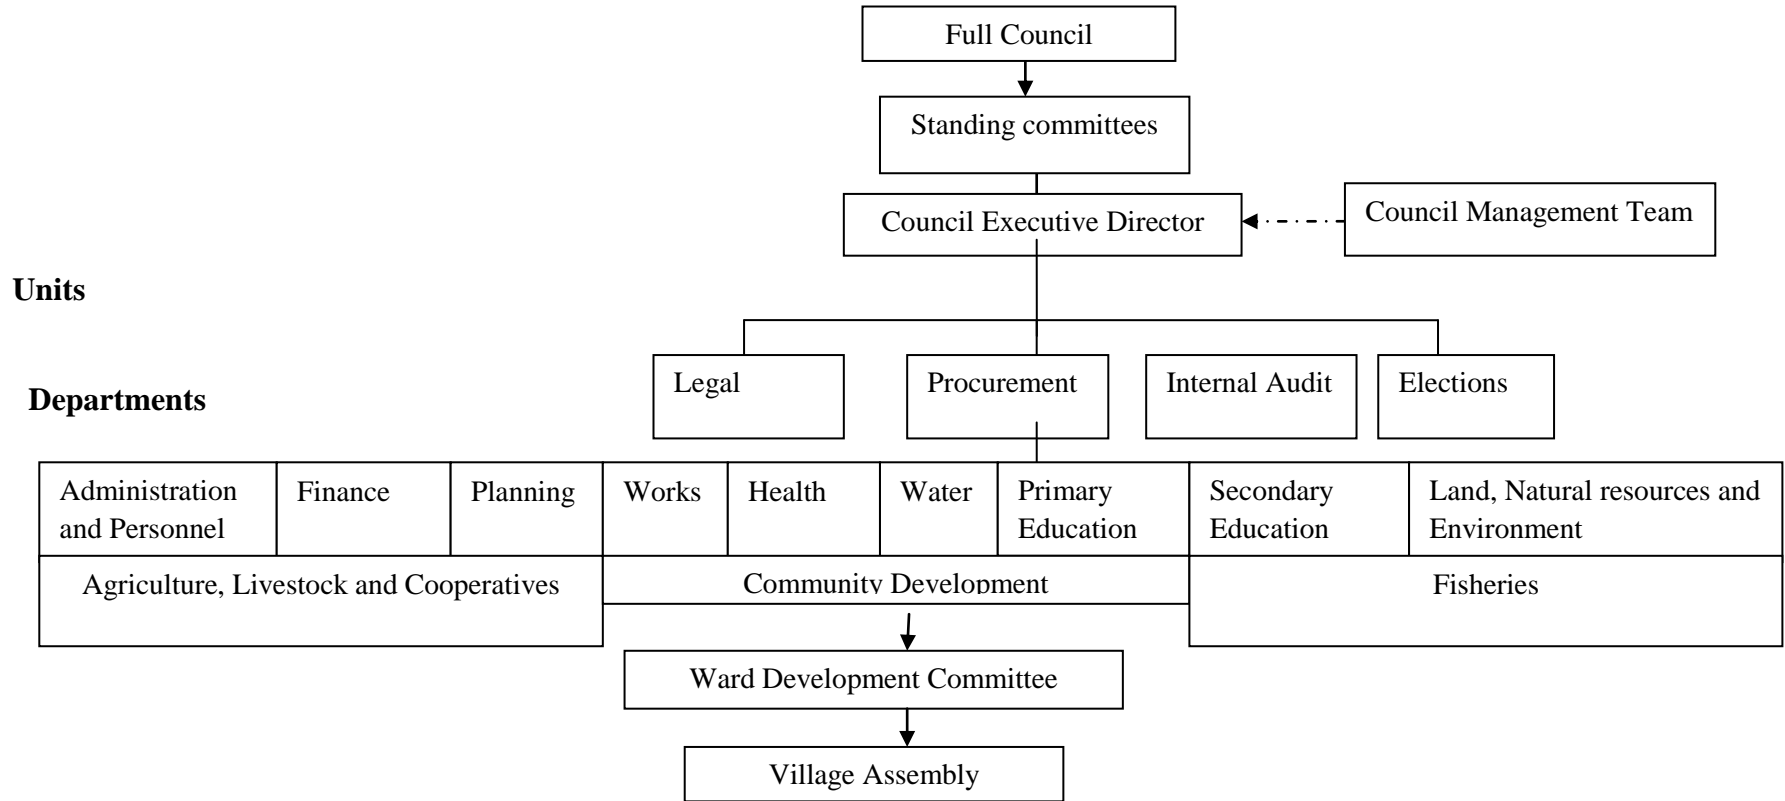 Full Council
Standing committees
Council Executive Director
Council Management Team
Units
Legal
Procurement
Internal Audit
Elections
Departments
Administration
and Personnel
Finance
Planning
Works
Health
Water
Primary
Education
Secondary
Education
Land, Natural resources and
Environment
Agriculture, Livestock and Cooperatives
Community Development
Fisheries
Ward Development Committee
Village Assembly